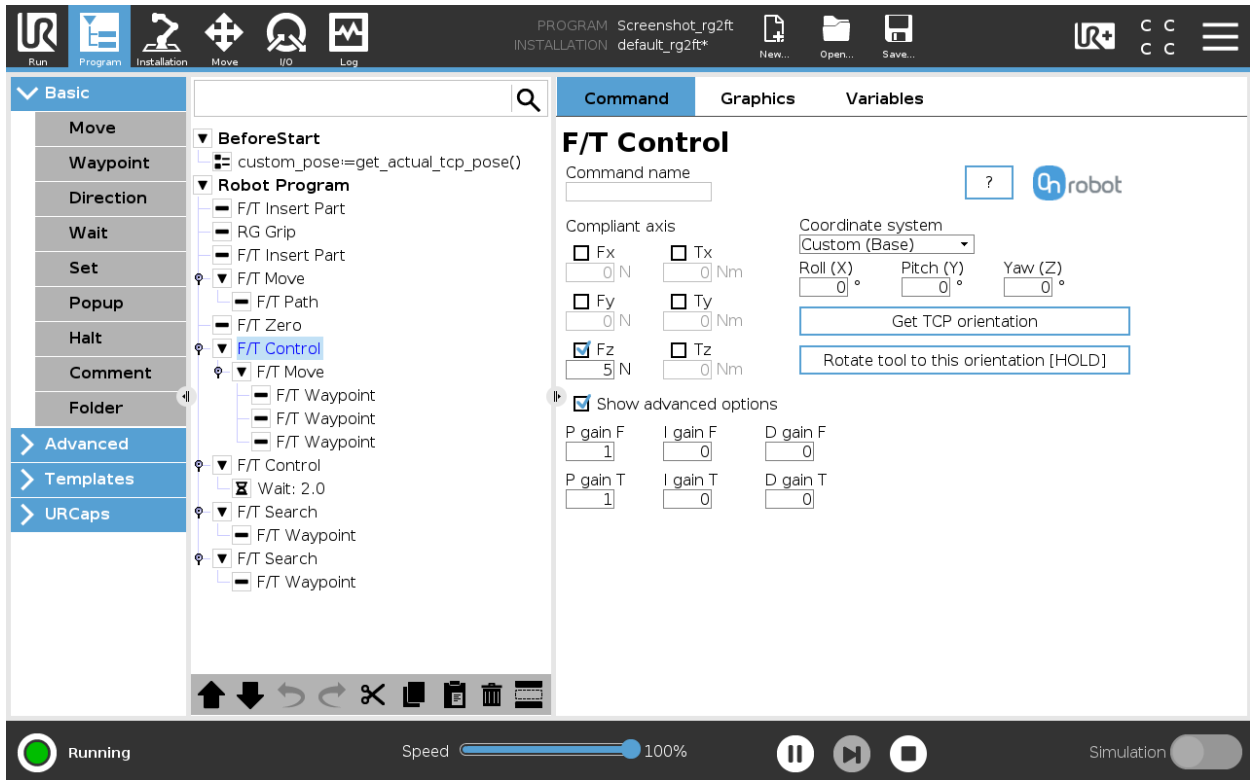 PROGRAM Screenshot_rg2ft
INSTALLATION default_rg2ft*
UR
Run
Program
Installation
Move
I/O
Log
New...
Open...
Save...
UR+
C C
C C
Basic
Move
Waypoint
Direction
Wait
Set
Popup
Halt
Comment
Folder
Advanced
Templates
URCaps
BeforeStart
custom_pose:=get_actual_tcp_pose()
Robot Program
F/T Insert Part
RG Grip
F/T Insert Part
F/T Move
F/T Path
F/T Zero
F/T Control
F/T Move
F/T Waypoint
F/T Waypoint
F/T Waypoint
F/T Control
Wait: 2.0
F/T Search
F/T Waypoint
F/T Search
F/T Waypoint
Command Graphics Variables
F/T Control
Command name
?
On robot
Compliant axis
Fx Tx
0 N 0 Nm
Fy Ty
0 N 0 Nm
Fz Tz
5 N 0 Nm
Coordinate system
Custom (Base)
Roll (X) Pitch (Y) Yaw (Z)
0 ° 0 ° 0 °
Get TCP orientation
Rotate tool to this orientation [HOLD]
Show advanced options
P gain F I gain F D gain F
1 0 0
P gain T I gain T D gain T
1 0 0
Running
Speed 100%
Simulation